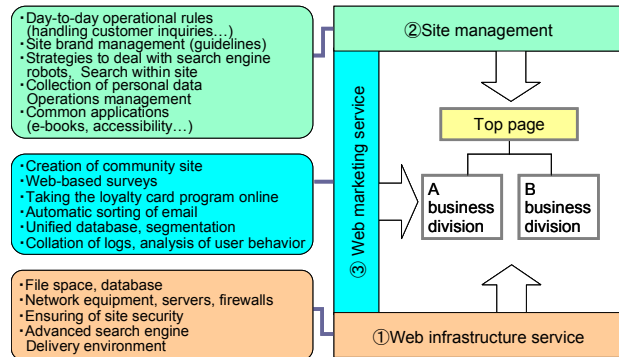 ・Day-to-day operational rules
(handling customer inquiries…)
・Site brand management (guidelines)
・Strategies to deal with search engine
robots, Search within site
・Collection of personal data
Operations management
・Common applications
(e-books, accessibility…)
②Site management
Top page
A
business
division
B
business
division
③ Web marketing service
・Creation of community site
・Web-based surveys
・Taking the loyalty card program online
・Automatic sorting of email
・Unified database, segmentation
・Collation of logs, analysis of user behavior
・File space, database
・Network equipment, servers, firewalls
・Ensuring of site security
・Advanced search engine
Delivery environment
①Web infrastructure service